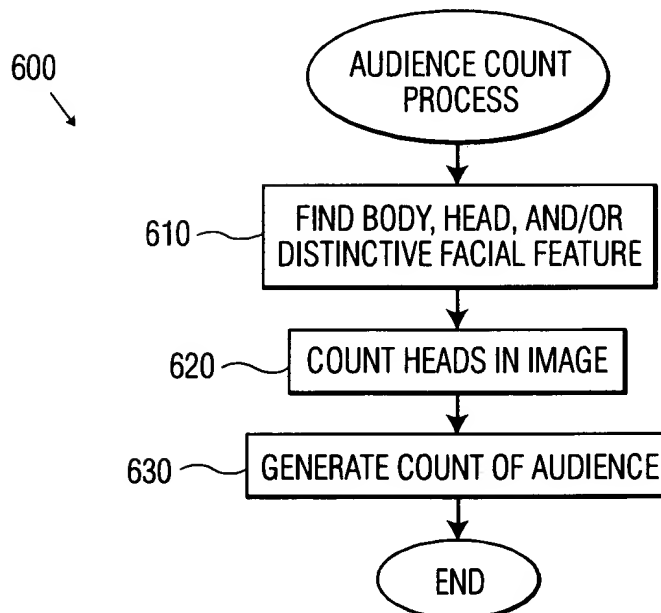 600
AUDIENCE COUNT
PROCESS
610
FIND BODY, HEAD, AND/OR
DISTINCTIVE FACIAL FEATURE
620
COUNT HEADS IN IMAGE
630
GENERATE COUNT OF AUDIENCE
END